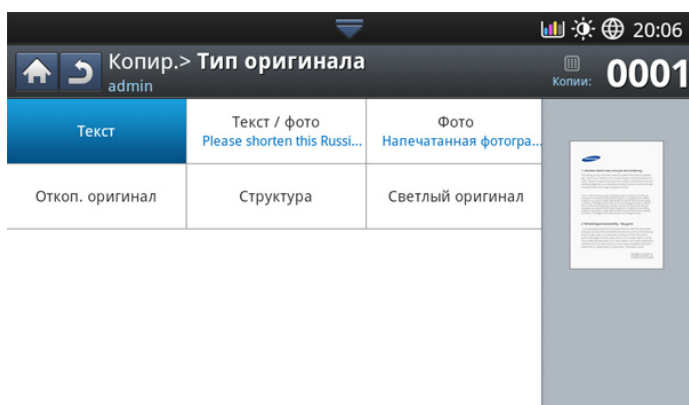 20:06
Копир.> Тип оригинала
admin
Копии: 0001
Текст
Текст / фото
Please shorten this Russi...
Фото
Напечатанная фотогра...
Откоп. оригинал
Структура
Светлый оригинал